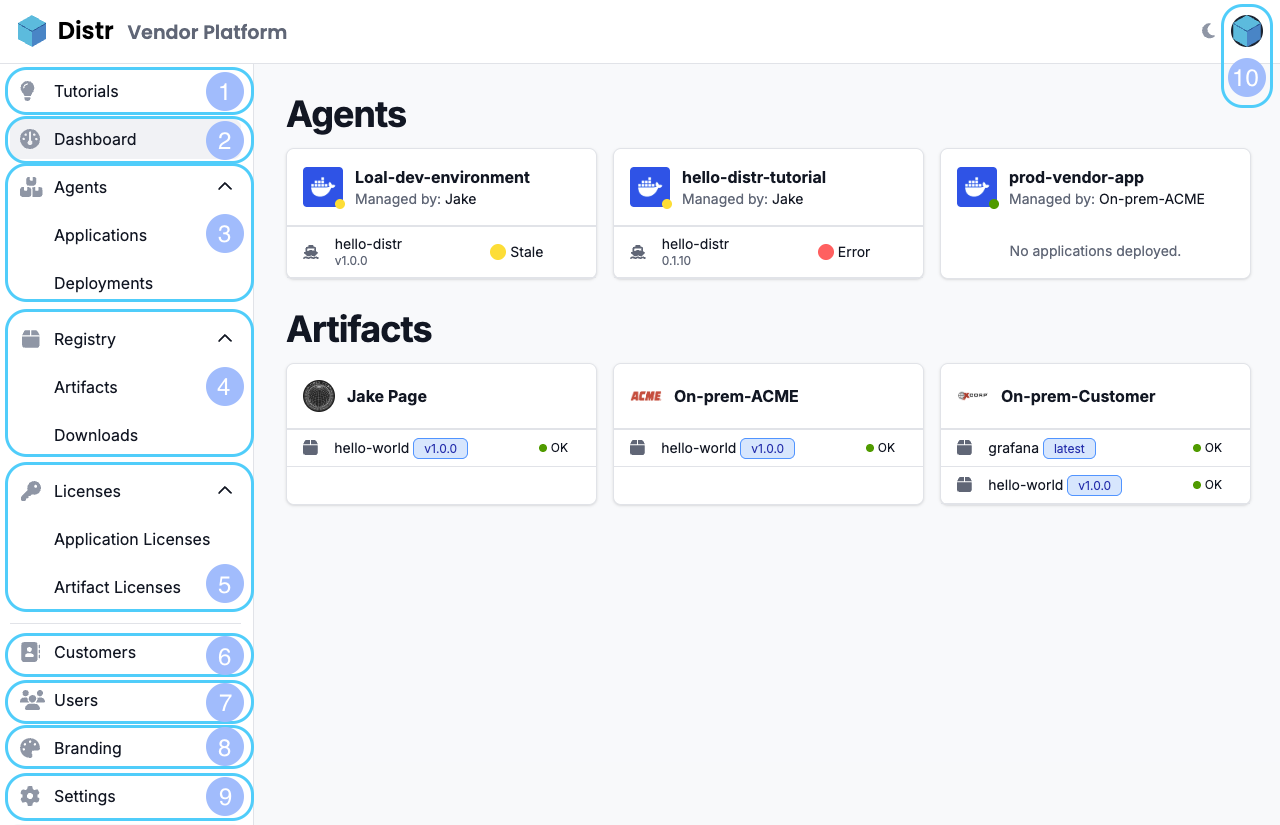 Distr Vendor Platform
10
Tutorials 1
Dashboard 2
Agents
Applications 3
Deployments
Registry
Artifacts 4
Downloads
Licenses
Application Licenses
Artifact Licenses 5
Customers 6
Users 7
Branding 8
Settings 9
Agents
Loal-dev-environment
Managed by: Jake
hello-distr
v1.0.0
Stale
hello-distr-tutorial
Managed by: Jake
hello-distr
0.1.10
Error
prod-vendor-app
Managed by: On-prem-ACME
No applications deployed.
Artifacts
Jake Page
hello-world v1.0.0 OK
ACME On-prem-ACME
hello-world v1.0.0 OK
On-prem-Customer
grafana latest OK
hello-world v1.0.0 OK